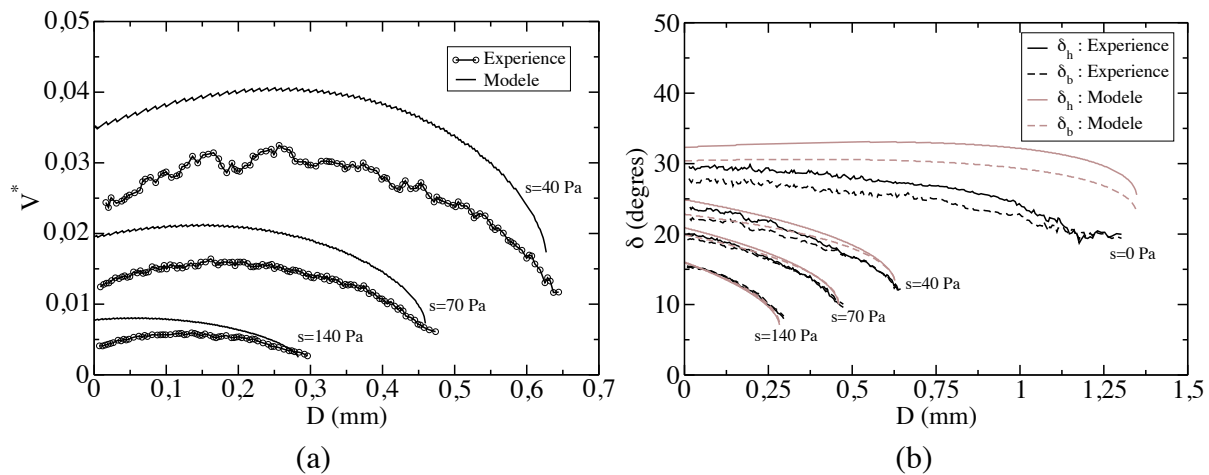 0,05
0,04
0,03
0,02
0,01
0
V*
Experience
Modele
s=40 Pa
s=70 Pa
s=140 Pa
0 0,1 0,2 0,3 0,4 0,5 0,6 0,7
D (mm)
(a)
50
40
30
20
10
0
δ (degres)
δh : Experience
δb : Experience
δh : Modele
δb : Modele
s=0 Pa
s=40 Pa
s=70 Pa
s=140 Pa
0 0,25 0,5 0,75 1 1,25 1,5
D (mm)
(b)